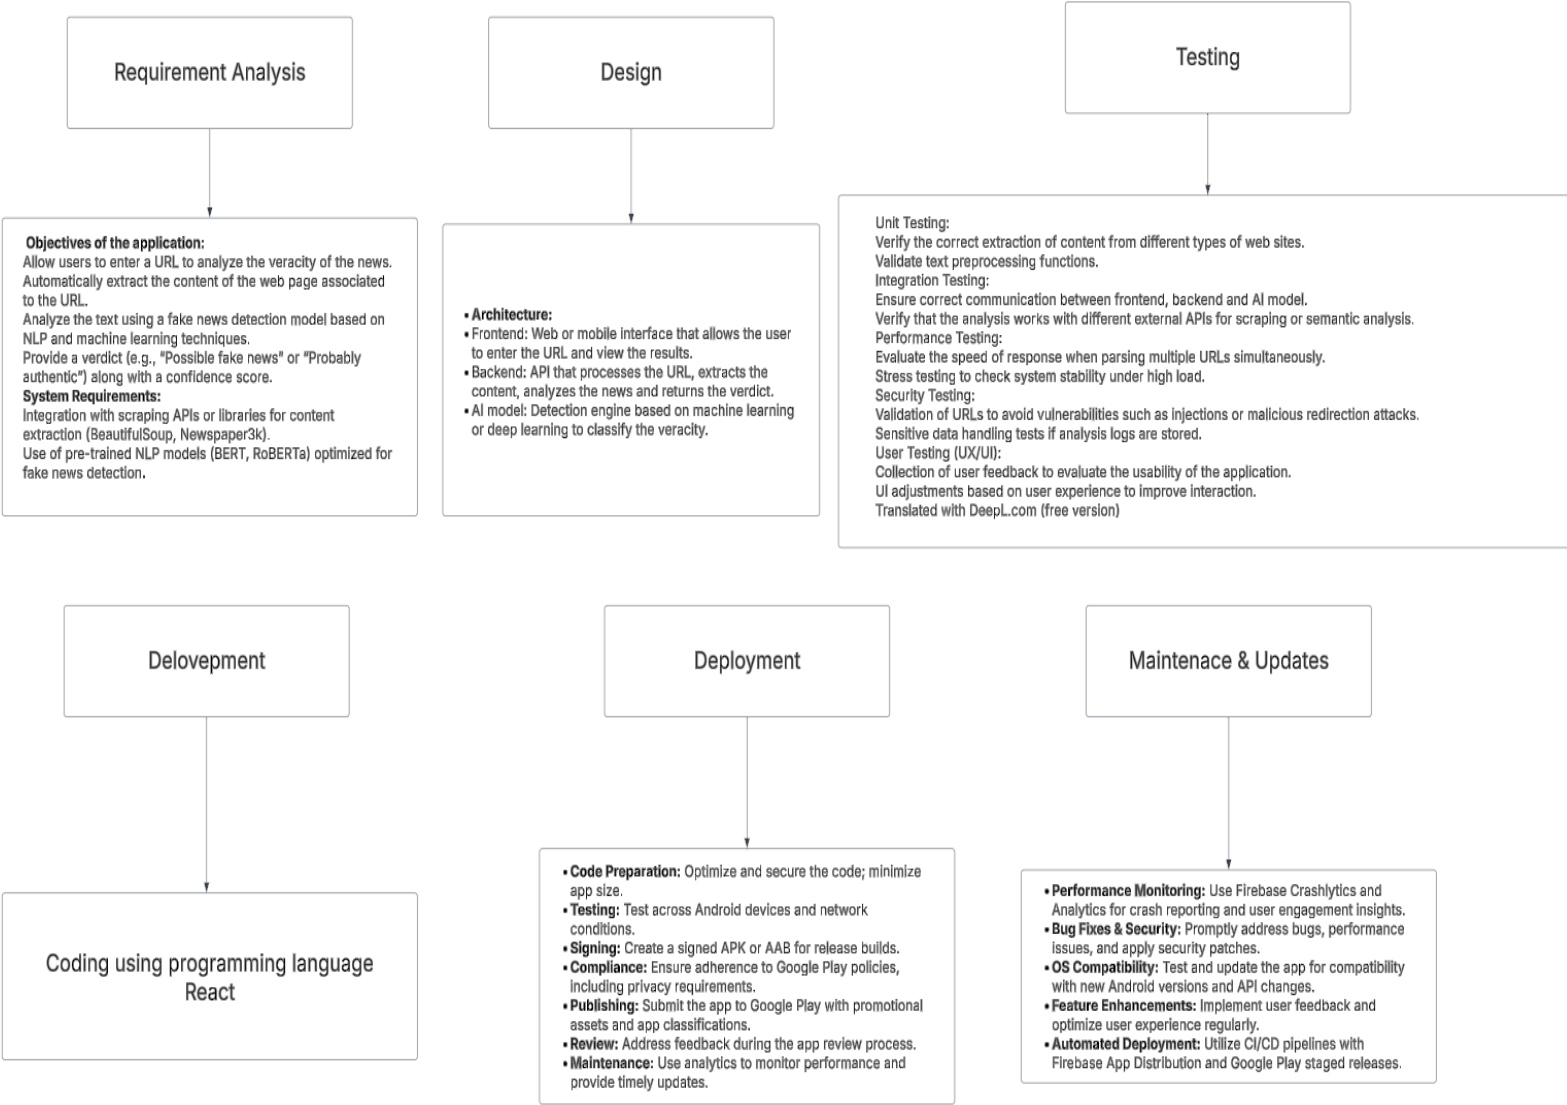 Requirement Analysis
Objectives of the application:
Allow users to enter a URL to analyze the veracity of the news.
Automatically extract the content of the web page associated
to the URL.
Analyze the text using a fake news detection model based on
NLP and machine learning techniques.
Provide a verdict (e.g., “Possible fake news” or “Probably
authentic”) along with a confidence score.
System Requirements:
Integration with scraping APIs or libraries for content
extraction (BeautifulSoup, Newspaper3k).
Use of pre-trained NLP models (BERT, RoBERTa) optimized for
fake news detection.
Design
▪ Architecture:
▪ Frontend: Web or mobile interface that allows the user
to enter the URL and view the results.
▪ Backend: API that processes the URL, extracts the
content, analyzes the news and returns the verdict.
▪ AI model: Detection engine based on machine learning
or deep learning to classify the veracity.
Testing
Unit Testing:
Verify the correct extraction of content from different types of web sites.
Validate text preprocessing functions.
Integration Testing:
Ensure correct communication between frontend, backend and AI model.
Verify that the analysis works with different external APIs for scraping or semantic analysis.
Performance Testing:
Evaluate the speed of response when parsing multiple URLs simultaneously.
Stress testing to check system stability under high load.
Security Testing:
Validation of URLs to avoid vulnerabilities such as injections or malicious redirection attacks.
Sensitive data handling tests if analysis logs are stored.
User Testing (UX/UI):
Collection of user feedback to evaluate the usability of the application.
UI adjustments based on user experience to improve interaction.
Translated with DeepL.com (free version)
Delovepment
Coding using programming language
React
Deployment
▪ Code Preparation: Optimize and secure the code; minimize
app size.
▪ Testing: Test across Android devices and network
conditions.
▪ Signing: Create a signed APK or AAB for release builds.
▪ Compliance: Ensure adherence to Google Play policies,
including privacy requirements.
▪ Publishing: Submit the app to Google Play with promotional
assets and app classifications.
▪ Review: Address feedback during the app review process.
▪ Maintenance: Use analytics to monitor performance and
provide timely updates.
Maintenace & Updates
▪ Performance Monitoring: Use Firebase Crashlytics and
Analytics for crash reporting and user engagement insights.
▪ Bug Fixes & Security: Promptly address bugs, performance
issues, and apply security patches.
▪ OS Compatibility: Test and update the app for compatibility
with new Android versions and API changes.
▪ Feature Enhancements: Implement user feedback and
optimize user experience regularly.
▪ Automated Deployment: Utilize CI/CD pipelines with
Firebase App Distribution and Google Play staged releases.